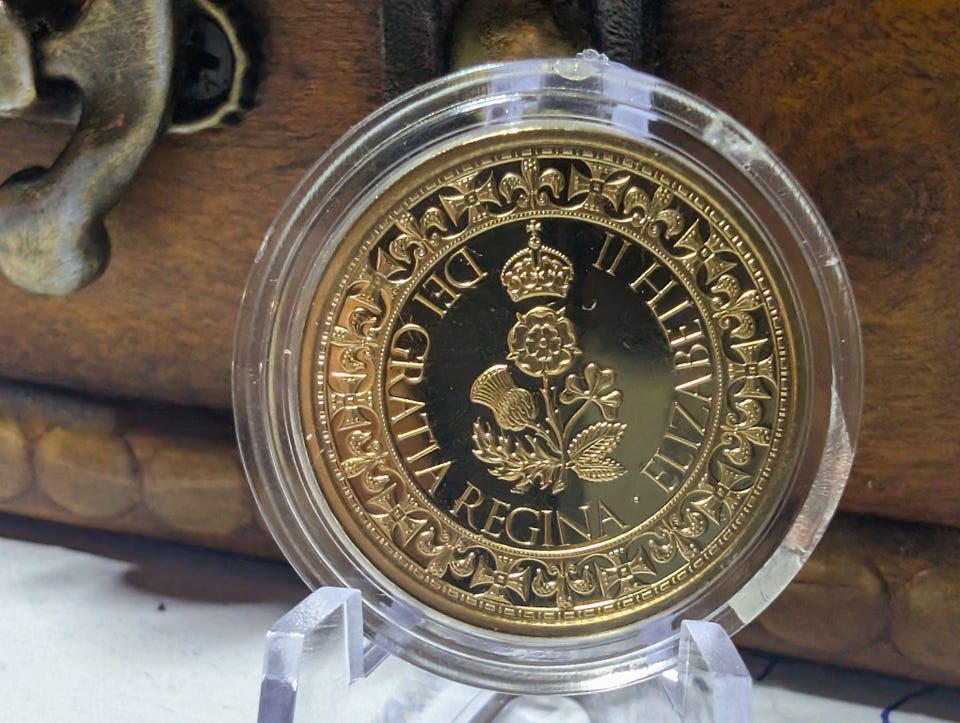 DEI GRATIA REGINA ELIZABETH II